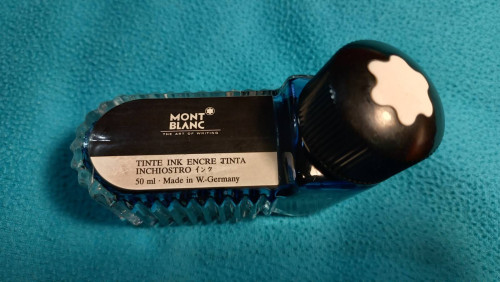 MONT
BLANC
THE ART OF WRITING
TINTE INK ENCRE TINTA
INCHIOSTRO インク
50 ml · Made in W.-Germany